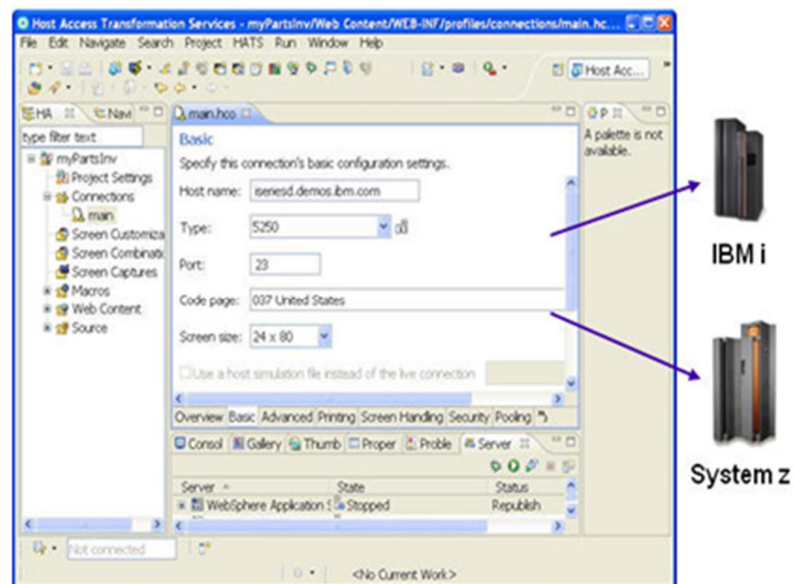 Host Access Transformation Services - myPartsInv/Web Content/WEB-INF/profiles/connections/main.hc...
File Edit Navigate Search Project HATS Run Window Help
Host Acc...
HA
Navi
type filter text
myPartsInv
Project Settings
Connections
main
Screen Customiza
Screen Combinati
Screen Captures
Macros
Web Content
Source
main.hco
Basic
Specify this connection's basic configuration settings.
Host name: iseriesd.demos.ibm.com
Type: 5250
Port: 23
Code page: 037 United States
Screen size: 24 x 80
Use a host simulation file instead of the live connection
Overview Basic Advanced Printing Screen Handling Security Pooling
P
A palette is not
available.
Consol Gallery Thumb Proper Proble Server
Server State Status
WebSphere Application S Stopped Republish
Not connected
<No Current Work>
IBM i
System z